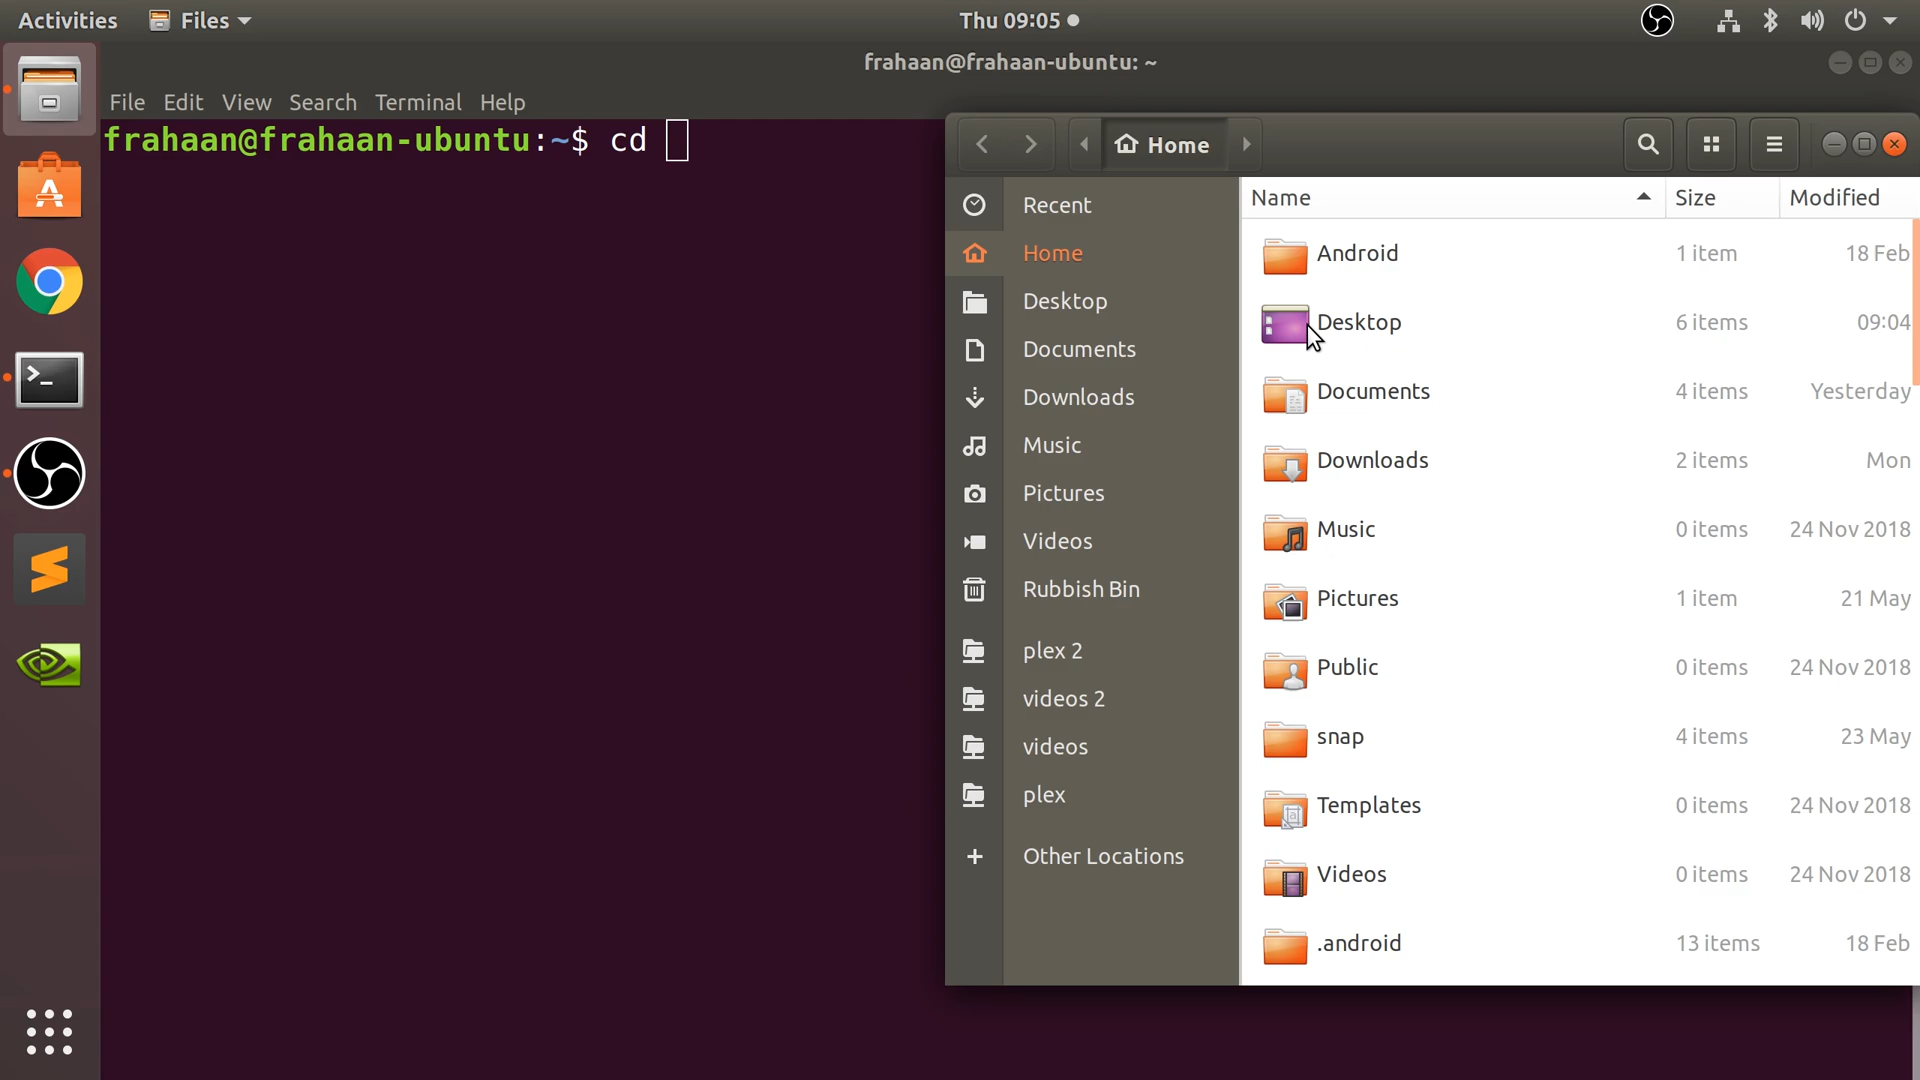 Activities Files Thu 09:05
frahaan@frahaan-ubuntu: ~
File Edit View Search Terminal Help
frahaan@frahaan-ubuntu:~$ cd
Home
Recent
Home
Desktop
Documents
Downloads
Music
Pictures
Videos
Rubbish Bin
plex 2
videos 2
videos
plex
+ Other Locations
Name Size Modified
Android 1 item 18 Feb
Desktop 6 items 09:04
Documents 4 items Yesterday
Downloads 2 items Mon
Music 0 items 24 Nov 2018
Pictures 1 item 21 May
Public 0 items 24 Nov 2018
snap 4 items 23 May
Templates 0 items 24 Nov 2018
Videos 0 items 24 Nov 2018
.android 13 items 18 Feb